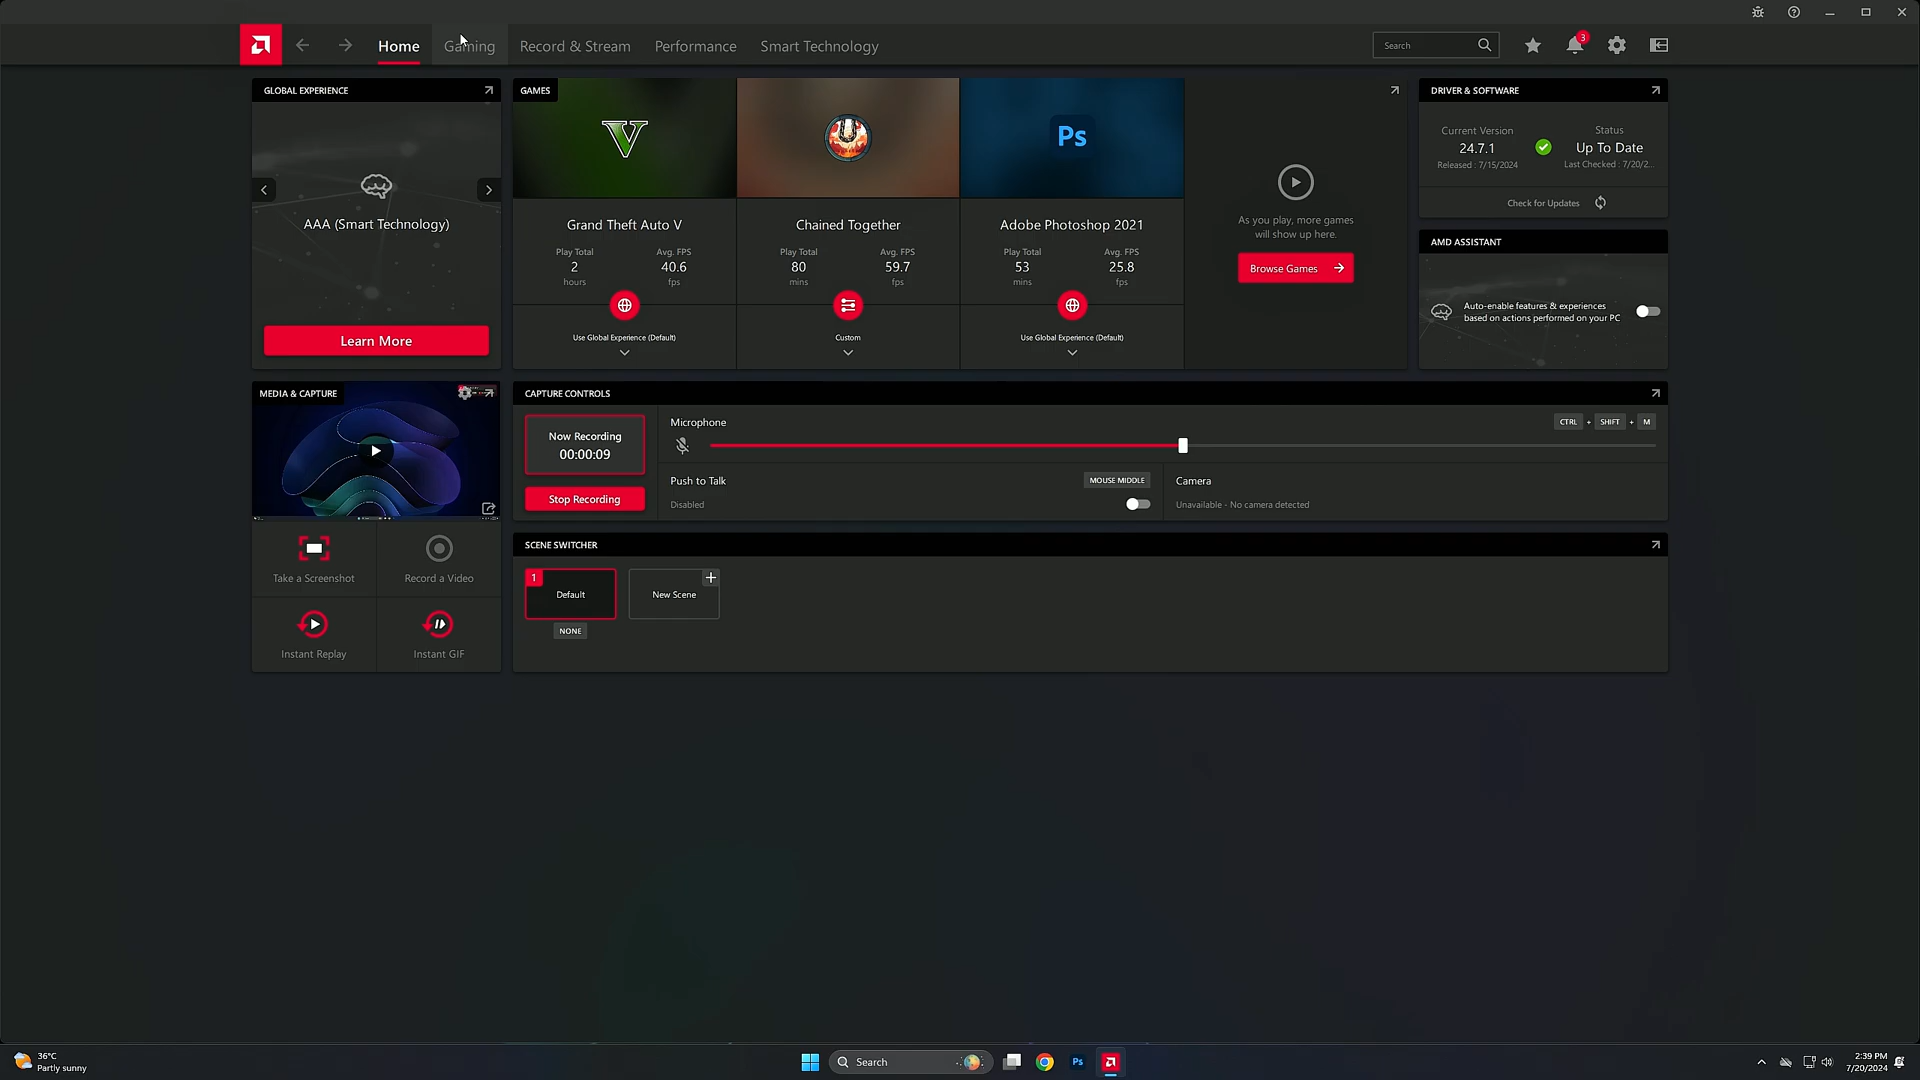 Home
Gaming
Record & Stream
Performance
Smart Technology
Search
3
GLOBAL EXPERIENCE
AAA (Smart Technology)
Learn More
GAMES
V
Grand Theft Auto V
Play Total
2
hours
Avg. FPS
40.6
fps
Use Global Experience (Default)
Chained Together
Play Total
80
mins
Avg. FPS
59.7
fps
Custom
Ps
Adobe Photoshop 2021
Play Total
53
mins
Avg. FPS
25.8
fps
Use Global Experience (Default)
As you play, more games
will show up here.
Browse Games
DRIVER & SOFTWARE
Current Version
24.7.1
Released : 7/15/2024
Status
Up To Date
Last Checked : 7/20/2...
Check for Updates
AMD ASSISTANT
Auto-enable features & experiences
based on actions performed on your PC
MEDIA & CAPTURE
Take a Screenshot
Record a Video
Instant Replay
Instant GIF
CAPTURE CONTROLS
Now Recording
00:00:09
Stop Recording
Microphone
CTRL + SHIFT + M
Push to Talk
MOUSE MIDDLE
Disabled
Camera
Unavailable - No camera detected
SCENE SWITCHER
1
Default
NONE
New Scene
36°C
Partly sunny
Search
Ps
2:39 PM
7/20/2024